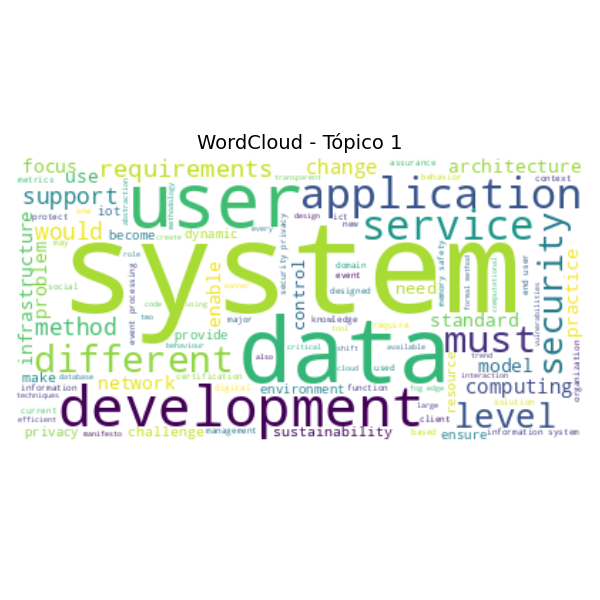 WordCloud - Tópico 1
focus
requirements
change
assurance
architecture
metrics
use
abstraction
methodology
transparent
behavior
context
support
user
application
protect
iot
one
design
ict
new
would
become
create
dynamic
every
security privacy
service
security
practice
infrastructure
problem
may
role
system
social
event processing
enable
control
domain
event
designed
need
memory safety
formal method
computational
end user
vulnerabilities
code
using
two
manner
major
knowledge
tool
require
standard
method
provide
data
must
different
also
critical
shift
available
trend
organization
make
certification
cloud
used
resource
model
interaction
information
network
digital
environment
function
fog edge
computing
techniques
development
large
solution
level
current
efficient
client
privacy
manifesto
challenge
management
sustainability
based
ensure
information system
database
behaviour